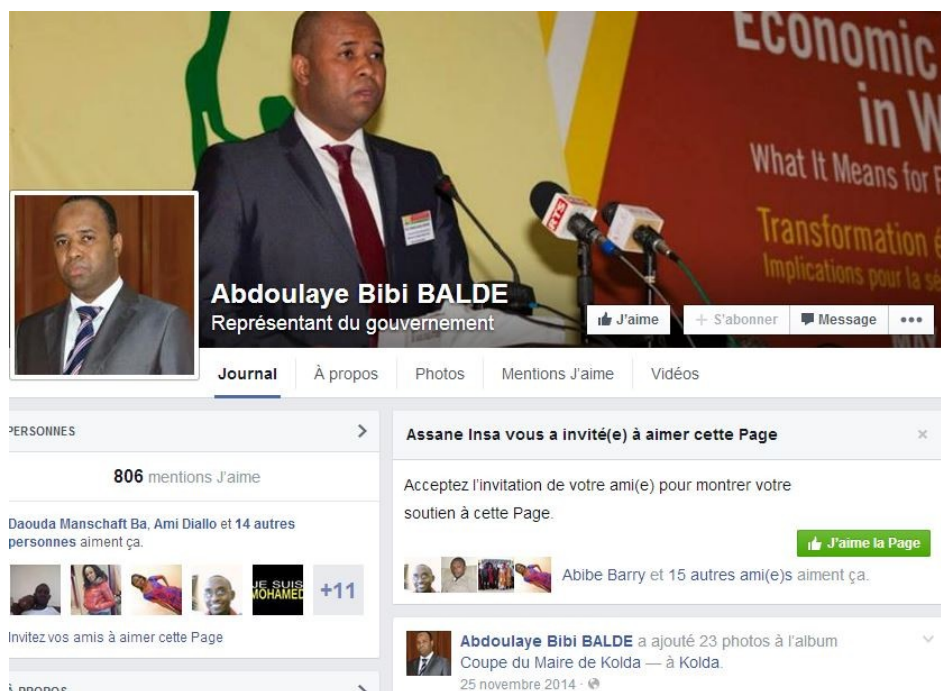 ECONOMIC
in W
What It Means for
Transformation é
Implications pour la sé
RTS
Abdoulaye Bibi BALDE
Représentant du gouvernement
J'aime
+ S'abonner
Message
Journal
À propos
Photos
Mentions J'aime
Vidéos
PERSONNES
806 mentions J'aime
Daouda Manschaft Ba, Ami Diallo et 14 autres
personnes aiment ça.
JE SUIS
MOHAMED
+11
Invitez vos amis à aimer cette Page
À PROPOS
Assane Insa vous a invité(e) à aimer cette Page
Acceptez l'invitation de votre ami(e) pour montrer votre
soutien à cette Page.
J'aime la Page
Abibe Barry et 15 autres ami(e)s aiment ça.
Abdoulaye Bibi BALDE a ajouté 23 photos à l'album
Coupe du Maire de Kolda — à Kolda.
25 novembre 2014 ·